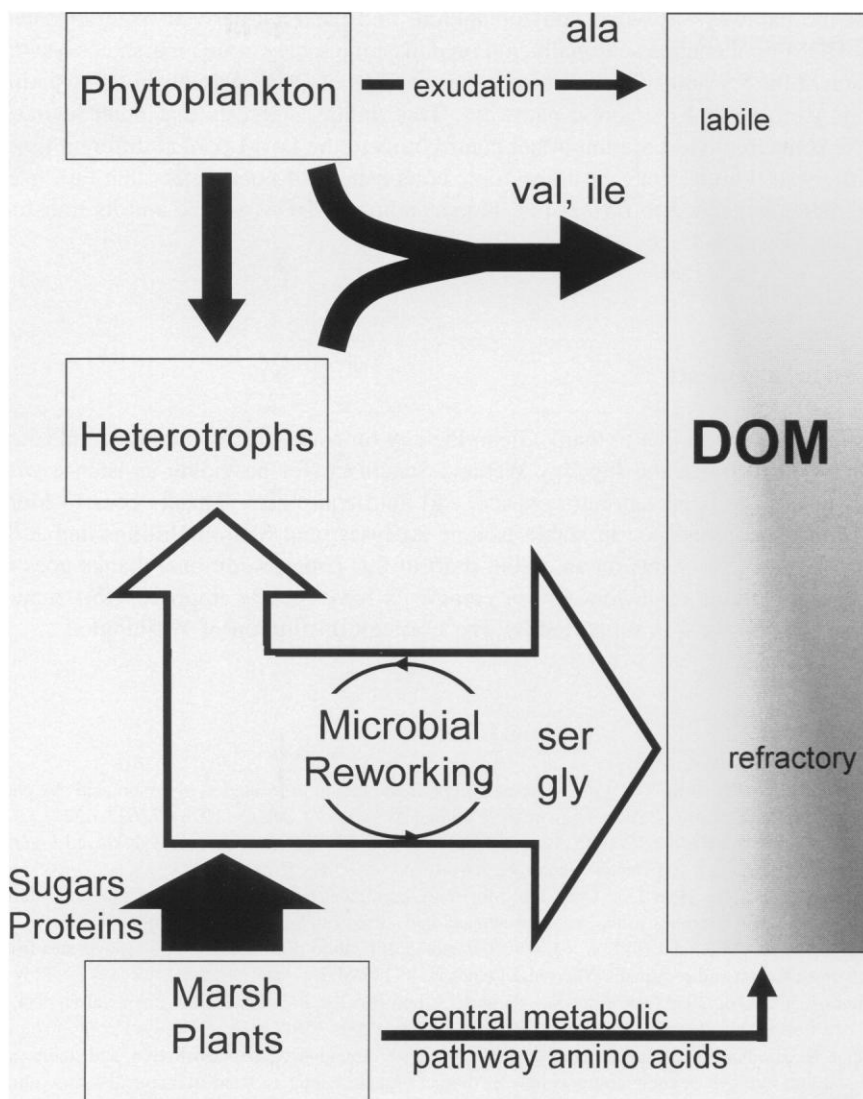 ala
Phytoplankton
exudation
labile
val, ile
Heterotrophs
DOM
Microbial
Reworking
ser
gly
refractory
Sugars
Proteins
Marsh
Plants
central metabolic
pathway amino acids